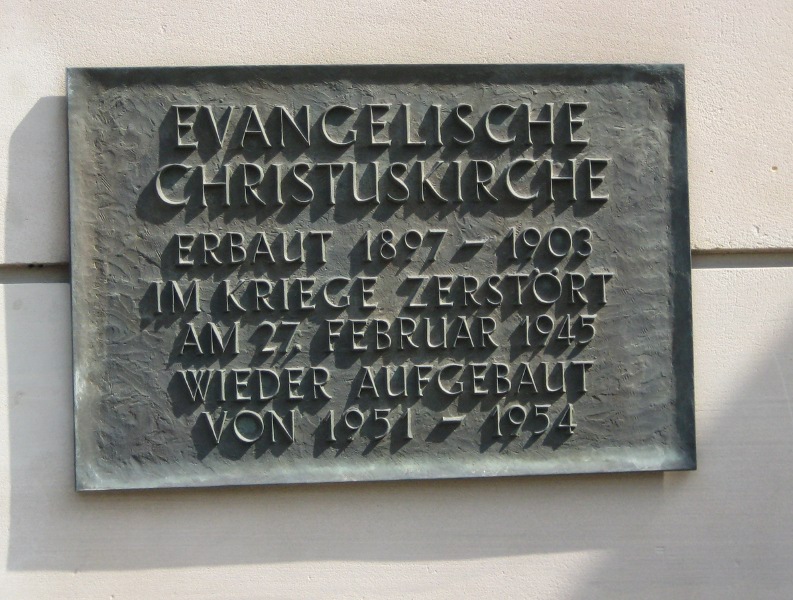 EVANGELISCHE
CHRISTUSKIRCHE
ERBAUT 1897 - 1903
IM KRIEGE ZERSTÖRT
AM 27. FEBRUAR 1945
WIEDER AUFGEBAUT
VON 1951 - 1954